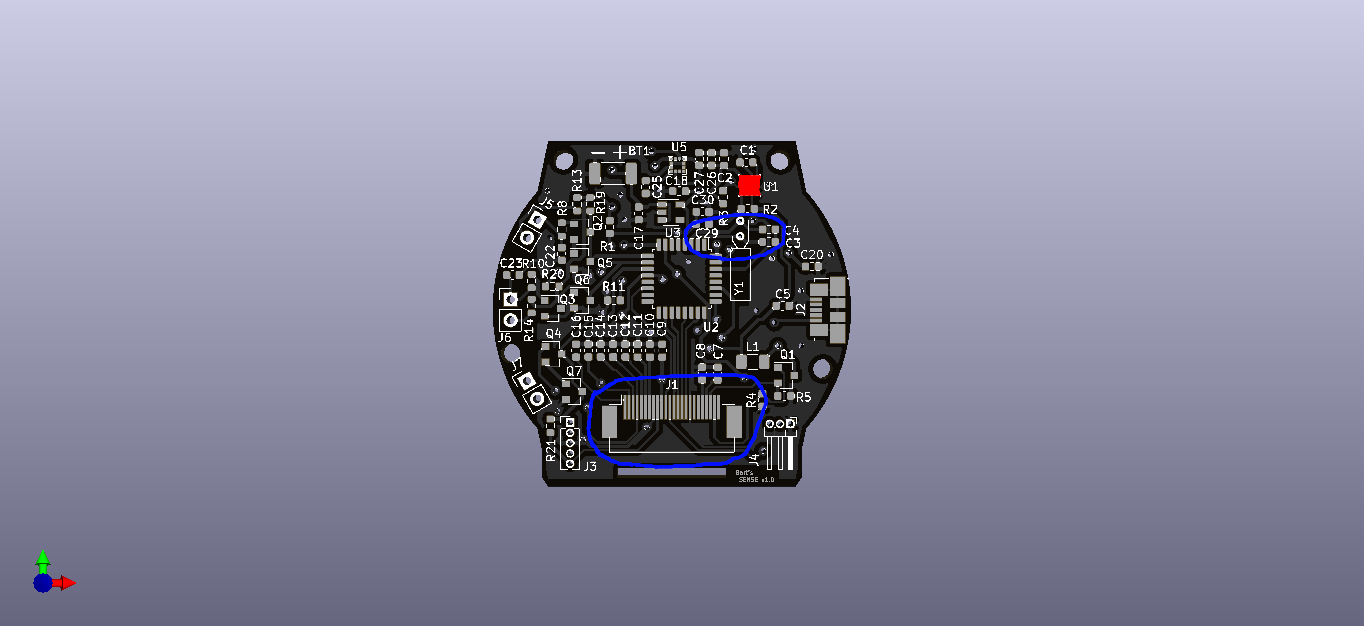 − + BT1 U5 C1
R13 C25 C18 C27 C26 C2 U1
J5 R8 R19 Q2 C17 C30 R3 R2
U3 C29 C4
R1 C3
C22 Q5 C20
C23 R10
R20 Q6 R11 Y1
Q3 C5 J2
J6 R14 Q4 C16 C15 C14 C13 C12 C11 C10 C9 U2
C8 C7 L1 Q1
J7 Q7
J1 R4 R5
R21 J3 J4
Bart's
SENSE v1.0